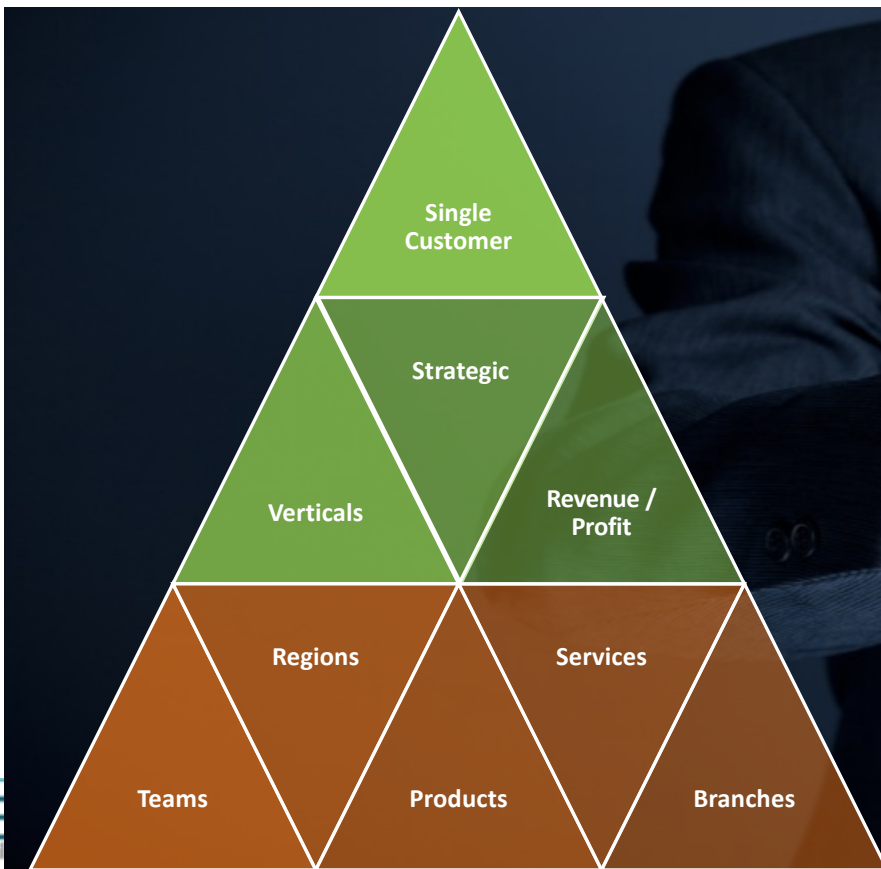 Single
Customer
Strategic
Verticals
Revenue /
Profit
Regions
Services
Teams
Products
Branches